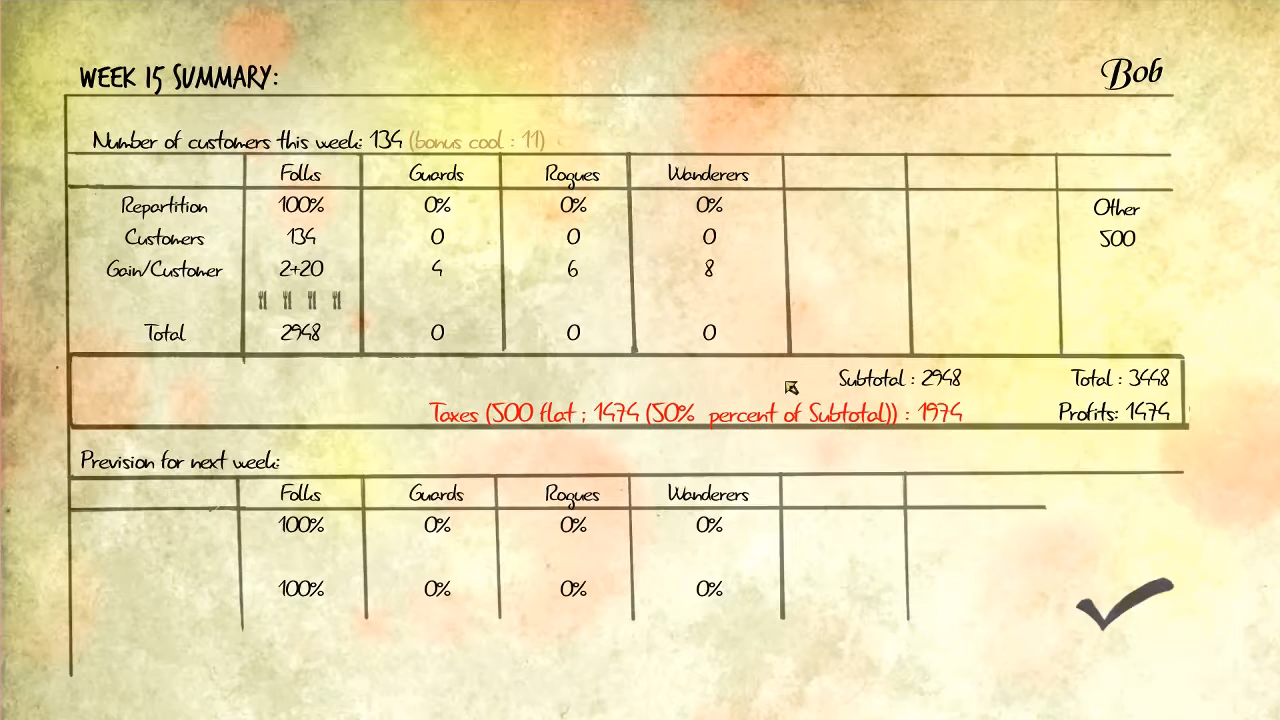 WEEK 15 SUMMARY:
Bob
Number of customers this week: 134 (bonus cool : 11)
Folks Guards Rogues Wanderers
Repartition 100% 0% 0% 0% Other
Customers 134 0 0 0 500
Gain/Customer 2+20 4 6 8
Total 2948 0 0 0
Subtotal : 2948 Total : 3448
Taxes (500 flat ; 1474 (50% percent of Subtotal)) : 1974 Profits: 1474
Prevision for next week:
Folks Guards Rogues Wanderers
100% 0% 0% 0%
100% 0% 0% 0%